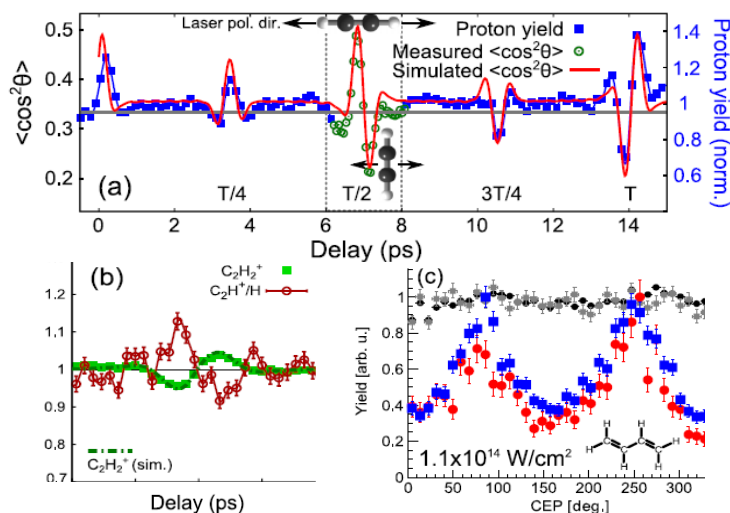 Laser pol. dir.
Proton yield
Measured <cos²θ>
Simulated <cos²θ>
0.5
0.4
0.3
0.2
<cos²θ>
1.4
1.2
1
0.8
0.6
Proton yield (norm.)
(a)
T/4
T/2
3T/4
T
0
2
4
6
8
10
12
14
Delay (ps)
(b)
C₂H₂⁺
C₂H⁺/H
1.2
1.1
1.0
0.9
0.8
0.7
C₂H₂⁺ (sim.)
Delay (ps)
(c)
1
0.8
0.6
0.4
0.2
0
Yield [arb. u.]
1.1x10¹⁴ W/cm²
H
H
H
H
H
H
0
50
100
150
200
250
300
CEP [deg.]